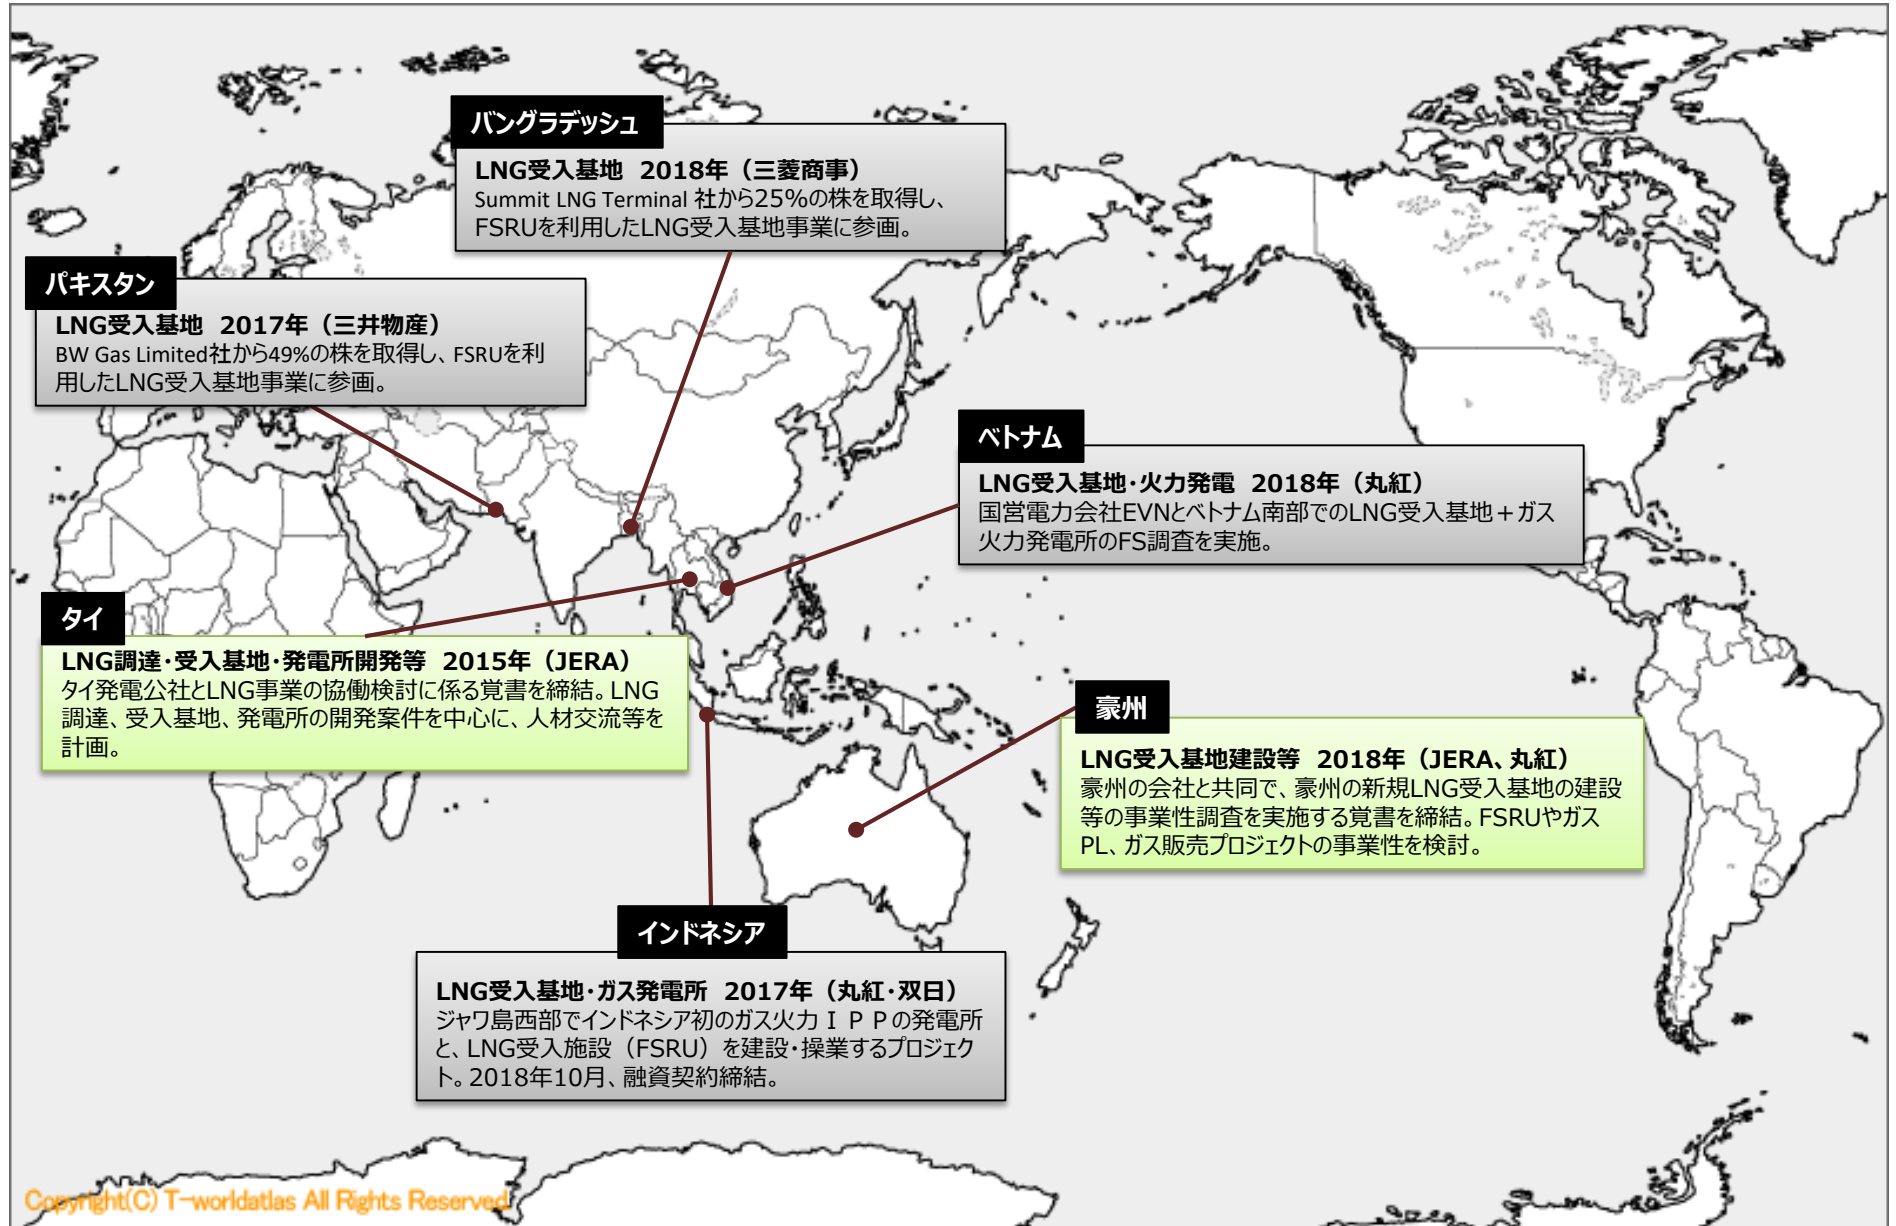 バングラデッシュ
LNG受入基地 2018年（三菱商事）
Summit LNG Terminal 社から25%の株を取得し、
FSRUを利用したLNG受入基地事業に参画。
パキスタン
LNG受入基地 2017年（三井物産）
BW Gas Limited社から49%の株を取得し、FSRUを利
用したLNG受入基地事業に参画。
ベトナム
LNG受入基地・火力発電 2018年（丸紅）
国営電力会社EVNとベトナム南部でのLNG受入基地＋ガス
火力発電所のFS調査を実施。
タイ
LNG調達・受入基地・発電所開発等 2015年（JERA）
タイ発電公社とLNG事業の協働検討に係る覚書を締結。LNG
調達、受入基地、発電所の開発案件を中心に、人材交流等を
計画。
豪州
LNG受入基地建設等 2018年（JERA、丸紅）
豪州の会社と共同で、豪州の新規LNG受入基地の建設
等の事業性調査を実施する覚書を締結。FSRUやガス
PL、ガス販売プロジェクトの事業性を検討。
インドネシア
LNG受入基地・ガス発電所 2017年（丸紅・双日）
ジャワ島西部でインドネシア初のガス火力ＩＰＰの発電所
と、LNG受入施設（FSRU）を建設・操業するプロジェク
ト。2018年10月、融資契約締結。
Copyright(C) T-worldatlas All Rights Reserved